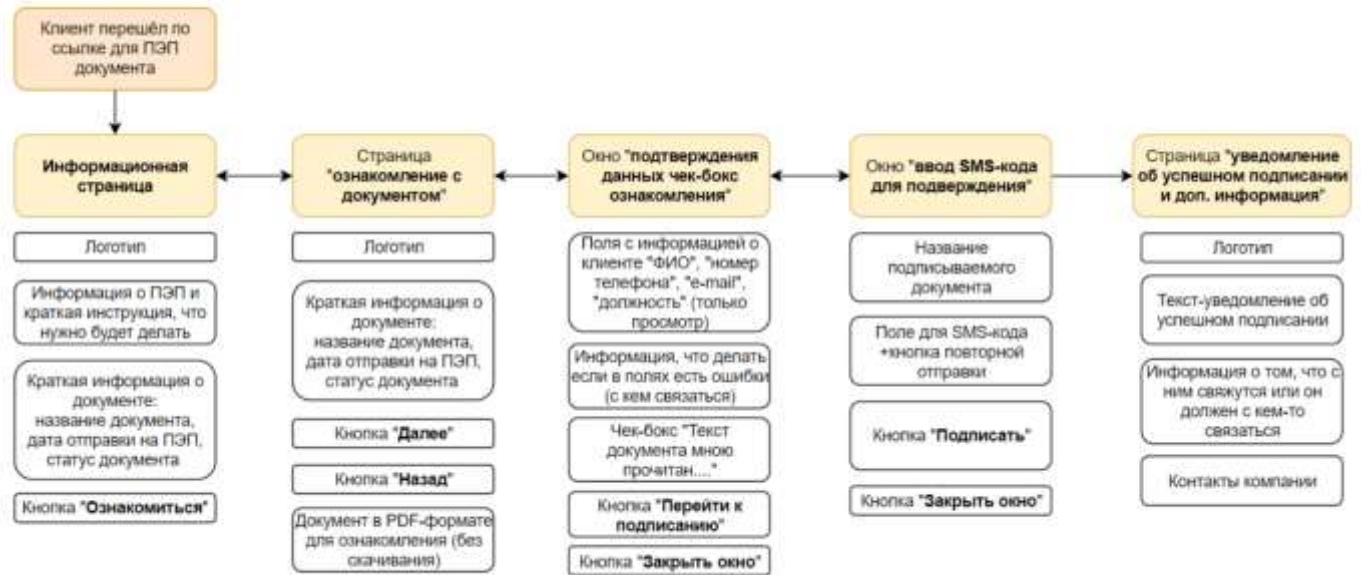 Клиент перешёл по
ссылке для ПЭП
документа
Информационная
страница
Логотип
Информация о ПЭП и
краткая инструкция, что
нужно будет делать
Краткая информация о
документе:
название документа,
дата отправки на ПЭП,
статус документа
Кнопка "Ознакомиться"
Страница
"ознакомление с
документом"
Логотип
Краткая информация о
документе:
название документа,
дата отправки на ПЭП,
статус документа
Кнопка "Далее"
Кнопка "Назад"
Документ в PDF-формате
для ознакомления (без
скачивания)
Окно "подтверждения
данных чек-бокс
ознакомления"
Поля с информацией о
клиенте "ФИО", "номер
телефона", "e-mail",
"должность" (только
просмотр)
Информация, что делать
если в полях есть ошибки
(с кем связаться)
Чек-бокс "Текст
документа мною
прочитан...."
Кнопка "Перейти к
подписанию"
Кнопка "Закрыть окно"
Окно "ввод SMS-кода
для подверждения"
Название
подписываемого
документа
Поле для SMS-кода
+кнопка повторной
отправки
Кнопка "Подписать"
Кнопка "Закрыть окно"
Страница "уведомление
об успешном подписании
и доп. информация"
Логотип
Текст-уведомление об
успешном подписании
Информация о том, что с
ним свяжутся или он
должен с кем-то
связаться
Контакты компании